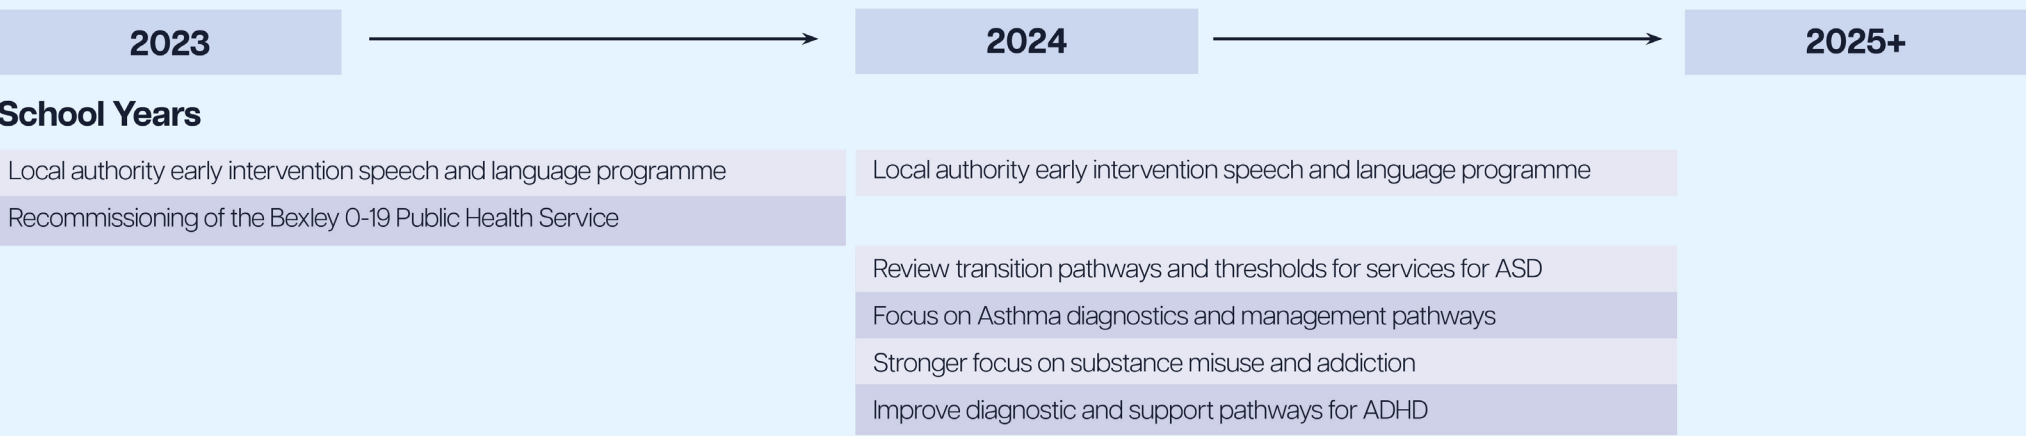 2023
2024
2025+
School Years
Local authority early intervention speech and language programme
Local authority early intervention speech and language programme
Recommissioning of the Bexley 0-19 Public Health Service
Review transition pathways and thresholds for services for ASD
Focus on Asthma diagnostics and management pathways
Stronger focus on substance misuse and addiction
Improve diagnostic and support pathways for ADHD